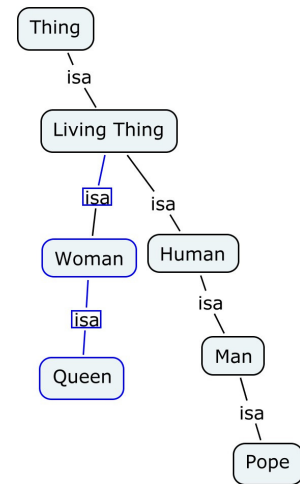 Thing
isa
Living Thing
isa
isa
Woman
Human
isa
isa
Man
Queen
isa
Pope